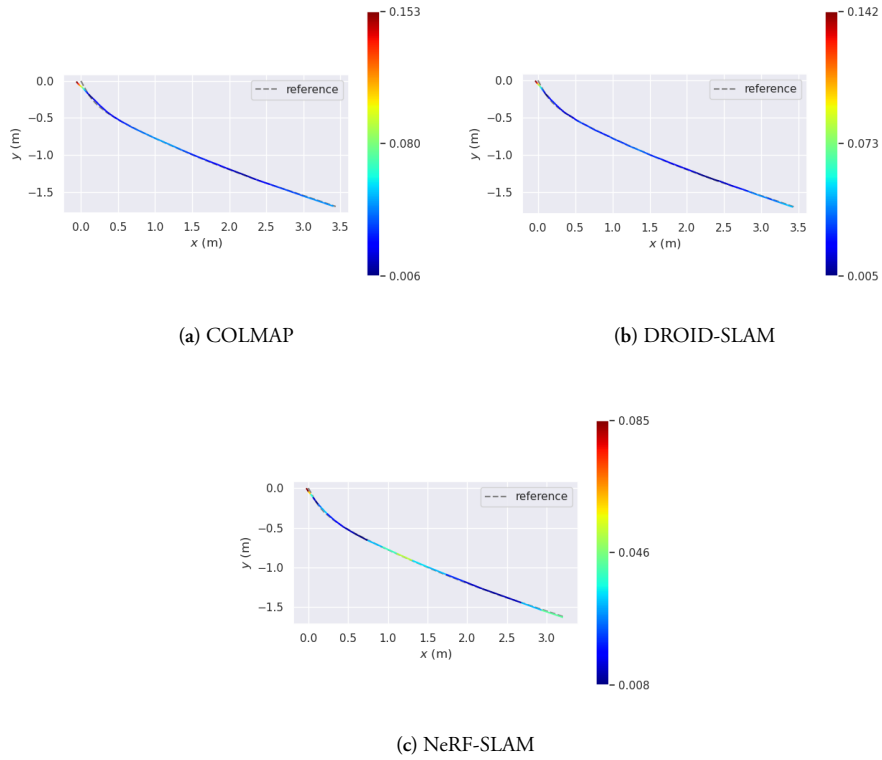 0.153
0.080
0.006
0.0
−0.5
−1.0
−1.5
y (m)
reference
0.0 0.5 1.0 1.5 2.0 2.5 3.0 3.5
x (m)
(a) COLMAP
0.142
0.073
0.005
0.0
−0.5
−1.0
−1.5
y (m)
reference
0.0 0.5 1.0 1.5 2.0 2.5 3.0 3.5
x (m)
(b) DROID-SLAM
0.085
0.046
0.008
0.0
−0.5
−1.0
−1.5
y (m)
reference
0.0 0.5 1.0 1.5 2.0 2.5 3.0
x (m)
(c) NeRF-SLAM